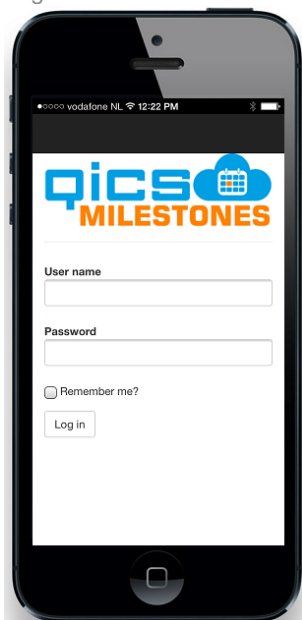 vodafone NL 12:22 PM
QiCS
MILESTONES
User name
Password
Remember me?
Log in